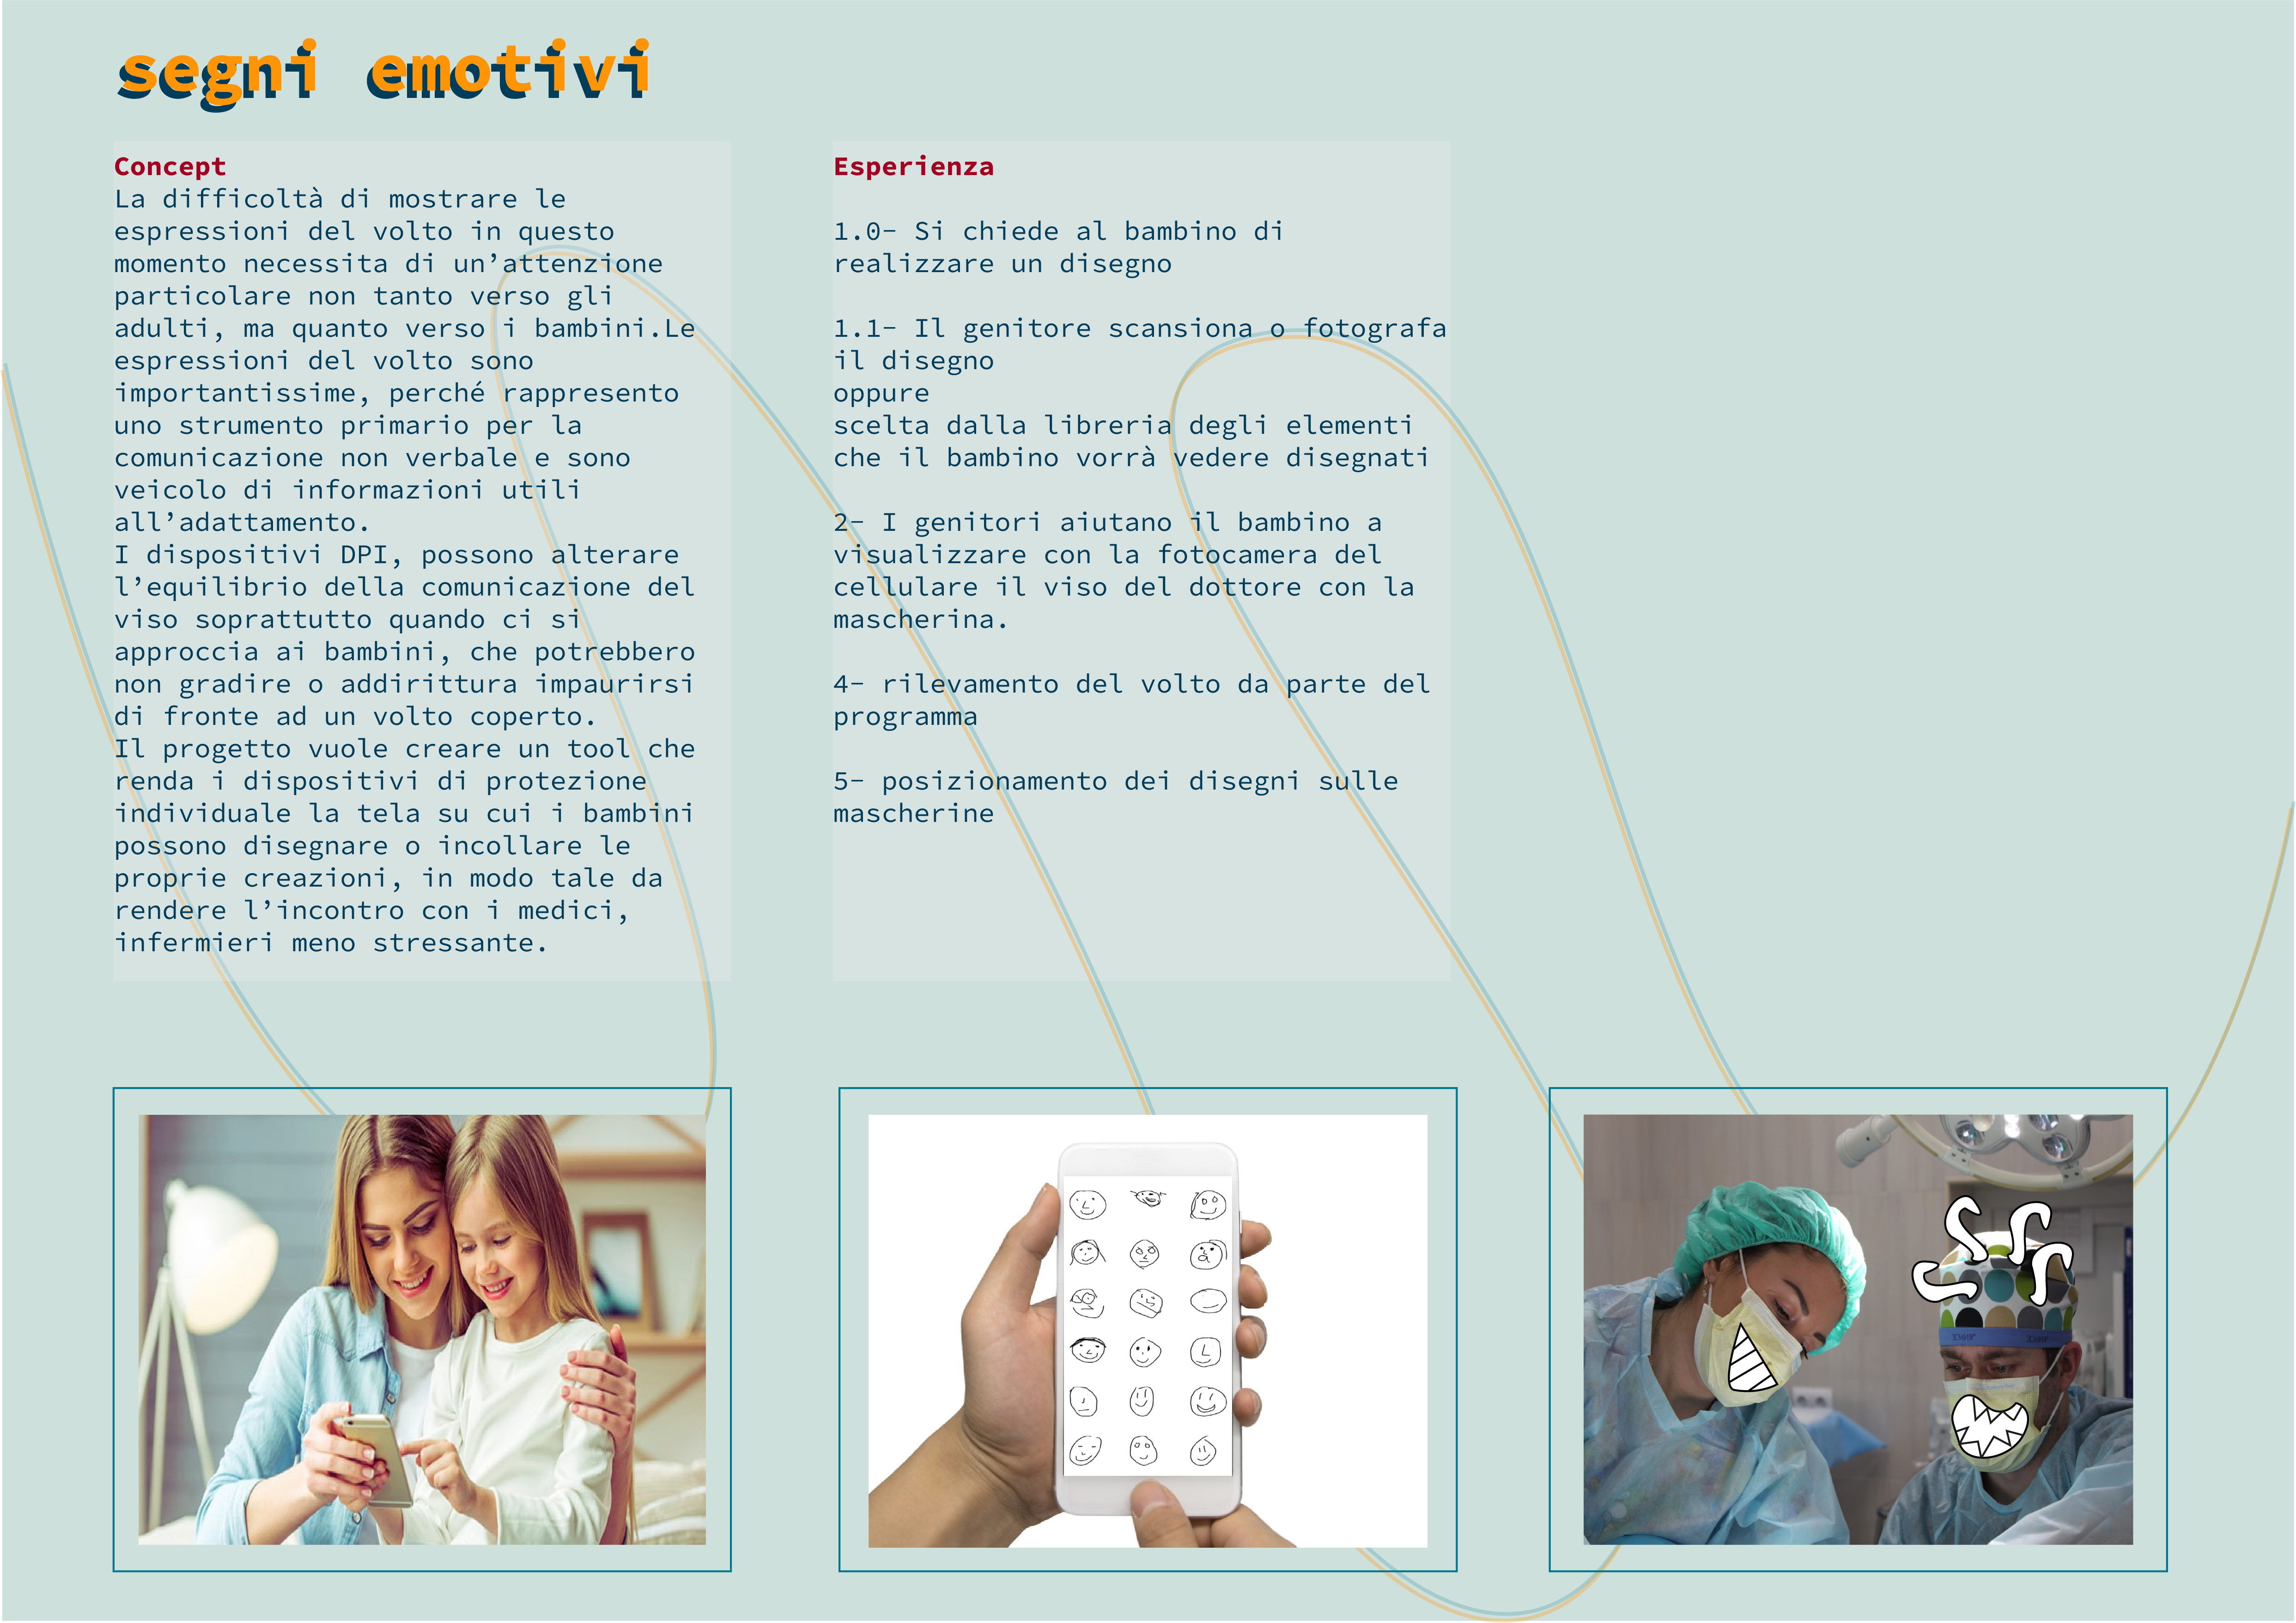 segni emotivi
Concept
La difficoltà di mostrare le
espressioni del volto in questo
momento necessita di un’attenzione
particolare non tanto verso gli
adulti, ma quanto verso i bambini.Le
espressioni del volto sono
importantissime, perché rappresento
uno strumento primario per la
comunicazione non verbale e sono
veicolo di informazioni utili
all’adattamento.
I dispositivi DPI, possono alterare
l’equilibrio della comunicazione del
viso soprattutto quando ci si
approccia ai bambini, che potrebbero
non gradire o addirittura impaurirsi
di fronte ad un volto coperto.
Il progetto vuole creare un tool che
renda i dispositivi di protezione
individuale la tela su cui i bambini
possono disegnare o incollare le
proprie creazioni, in modo tale da
rendere l’incontro con i medici,
infermieri meno stressante.
Esperienza
1.0- Si chiede al bambino di
realizzare un disegno
1.1- Il genitore scansiona o fotografa
il disegno
oppure
scelta dalla libreria degli elementi
che il bambino vorrà vedere disegnati
2- I genitori aiutano il bambino a
visualizzare con la fotocamera del
cellulare il viso del dottore con la
mascherina.
4- rilevamento del volto da parte del
programma
5- posizionamento dei disegni sulle
mascherine